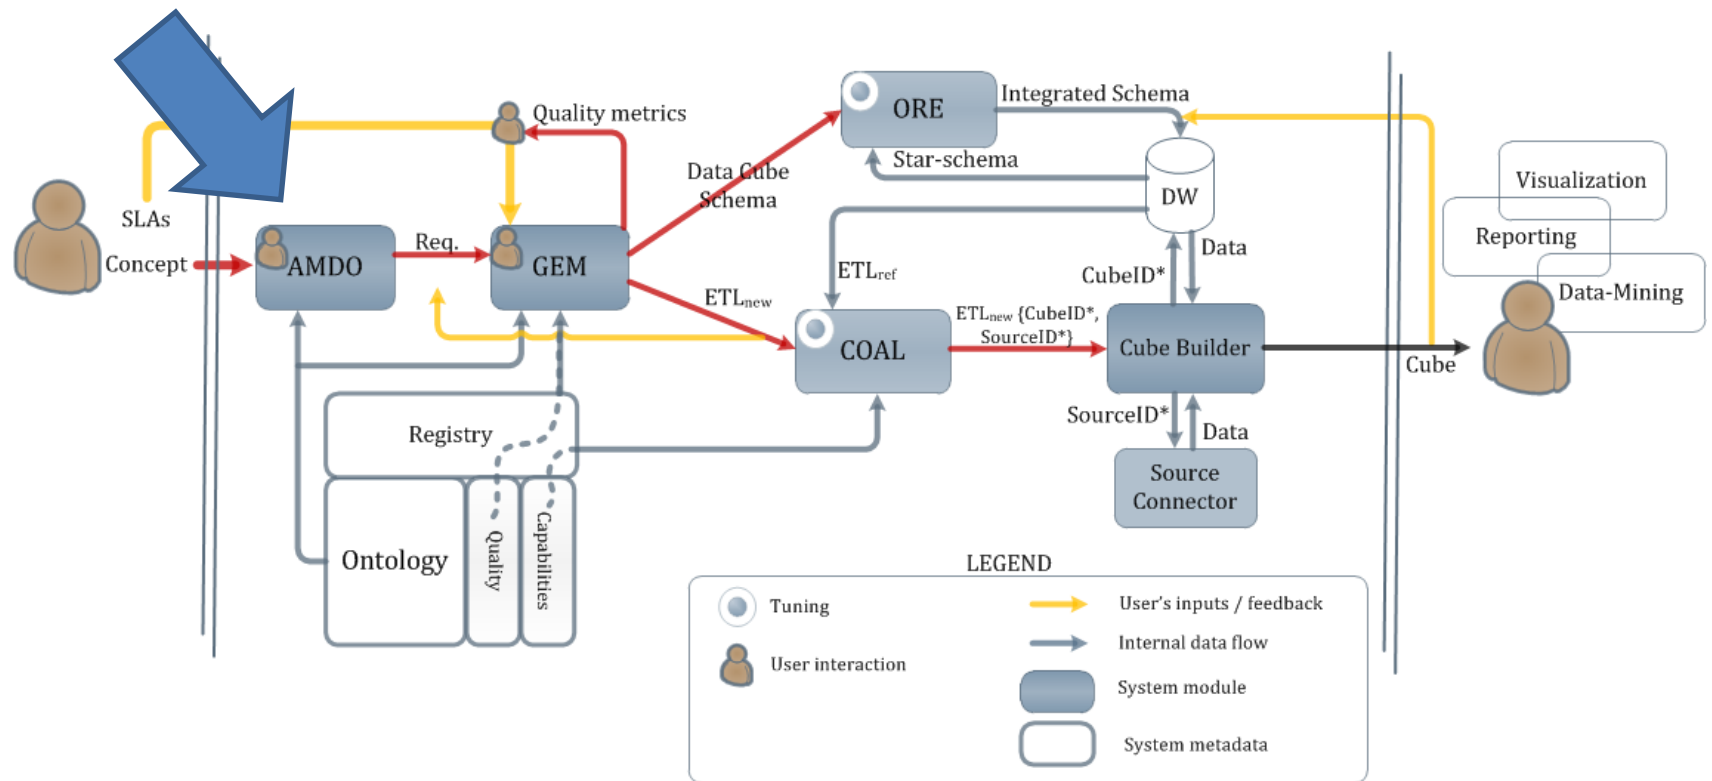 Quality metrics
ORE
Integrated Schema
Data Cube
Schema
Star-schema
DW
Visualization
Reporting
Data-Mining
SLAs
Concept
AMDO
Req.
GEM
ETLnew
ETLref
CubeID*
Data
COAL
ETLnew {CubeID*,
SourceID*}
Cube Builder
Cube
SourceID*
Data
Source
Connector
Registry
Ontology
Quality
Capabilities
LEGEND
Tuning
User interaction
User's inputs / feedback
Internal data flow
System module
System metadata